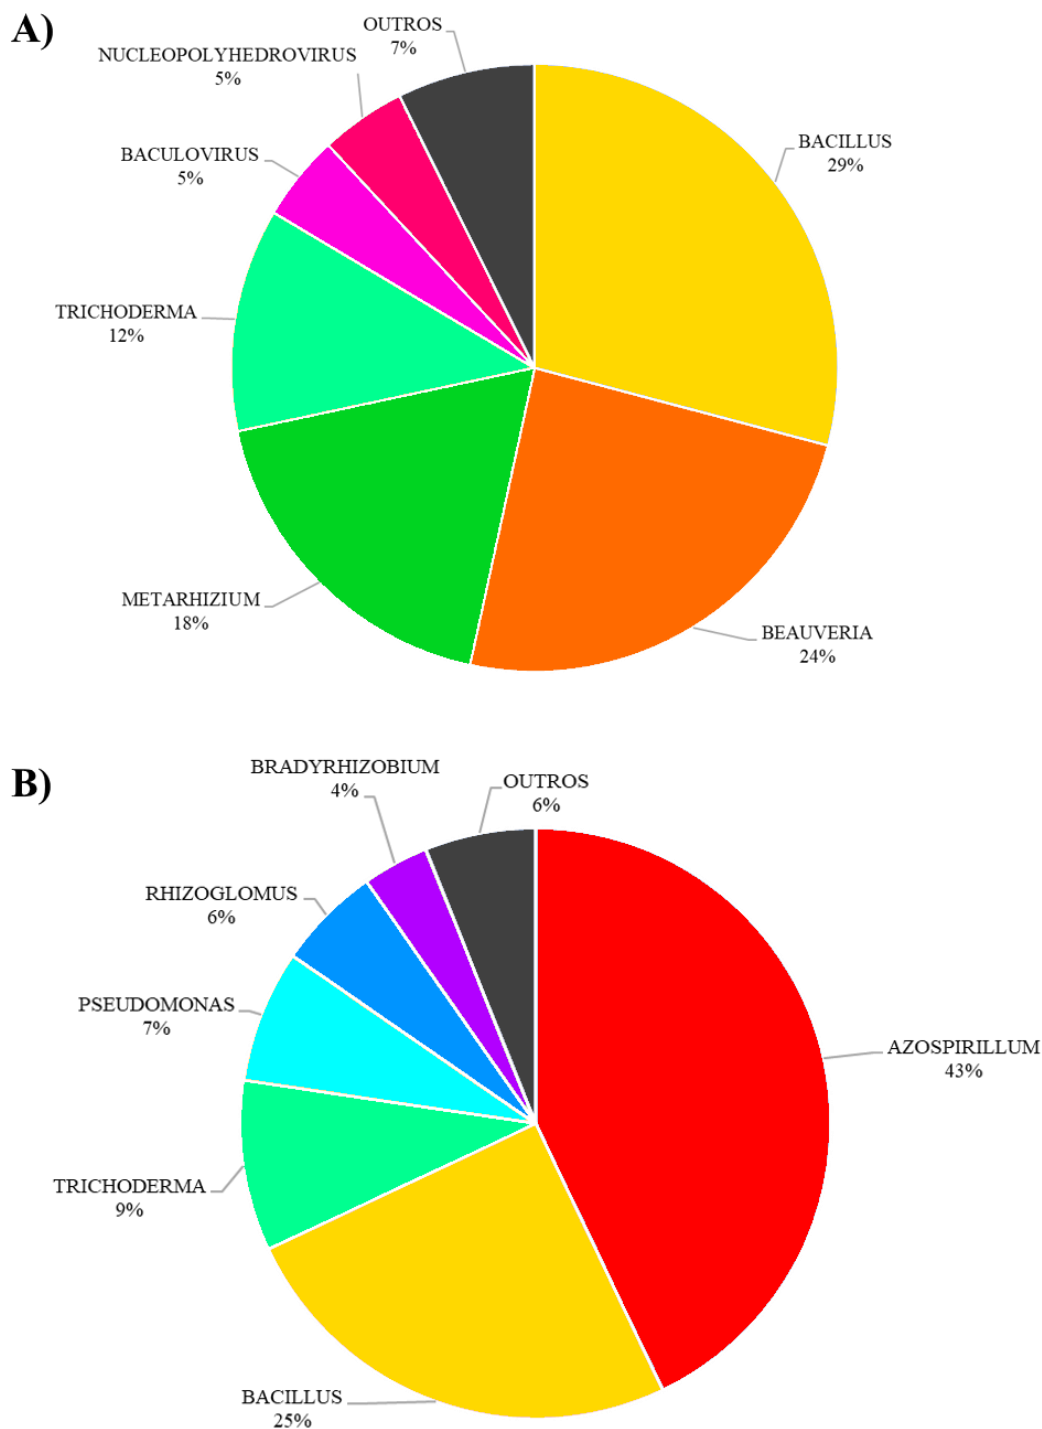 A)
OUTROS
7%
NUCLEOPOLYHEDROVIRUS
5%
BACULOVIRUS
5%
BACILLUS
29%
TRICHODERMA
12%
METARHIZIUM
18%
BEAUVERIA
24%
B)
BRADYRHIZOBIUM
4%
OUTROS
6%
RHIZOGLOMUS
6%
PSEUDOMONAS
7%
AZOSPIRILLUM
43%
TRICHODERMA
9%
BACILLUS
25%